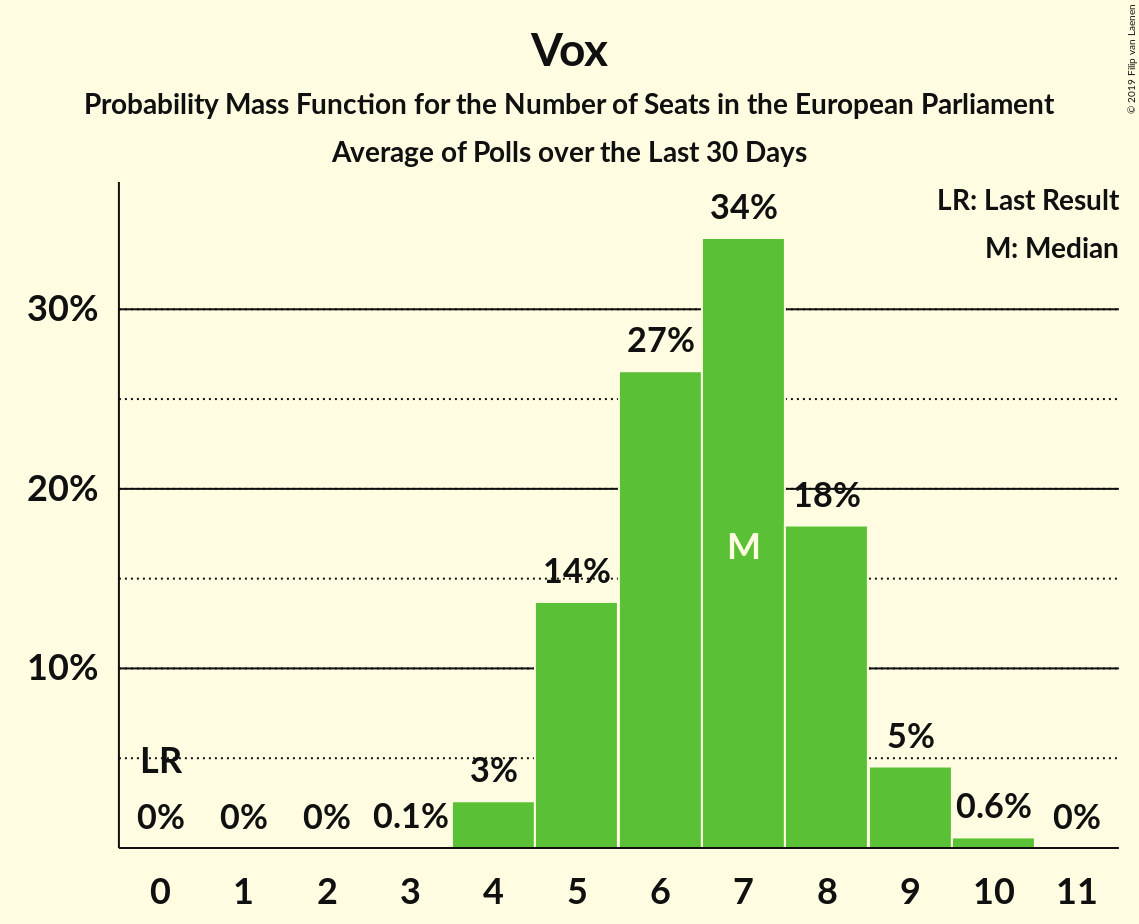 Vox
Probability Mass Function for the Number of Seats in the European Parliament
Average of Polls over the Last 30 Days
© 2019 Filip van Laenen
LR: Last Result
M: Median
34%
30%
27%
20%
18%
M
14%
10%
LR
3%
5%
0%
0%
0%
0.1%
0.6%
0%
0 1 2 3 4 5 6 7 8 9 10 11